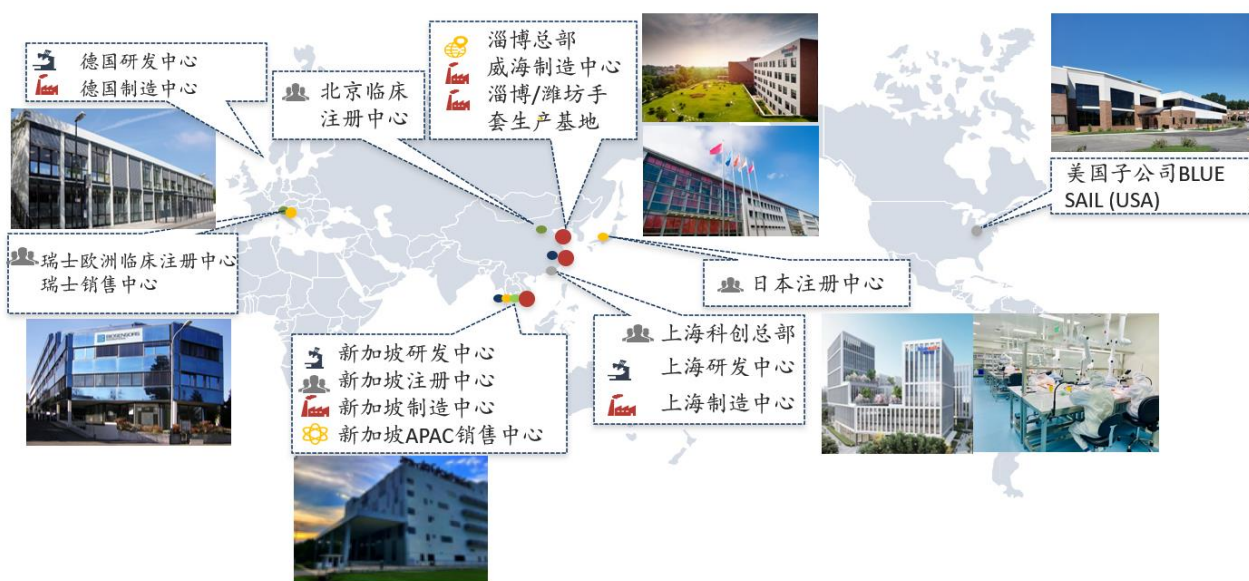 德国研发中心
德国制造中心
北京临床
注册中心
淄博总部
威海制造中心
淄博/潍坊手
套生产基地
美国子公司BLUE
SAIL (USA)
瑞士欧洲临床注册中心
瑞士销售中心
日本注册中心
BIOSENSORS
新加坡研发中心
新加坡注册中心
新加坡制造中心
新加坡APAC销售中心
上海科创总部
上海研发中心
上海制造中心